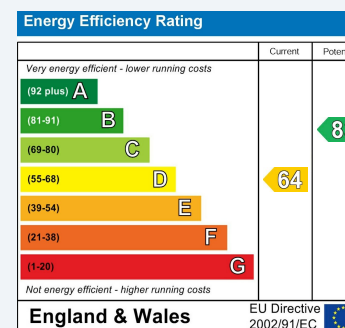 Energy Efficiency Rating
Current
Very energy efficient - lower running costs
(92 plus) A
(81-91) B
8
(69-80) C
(55-68) D
64
(39-54) E
(21-38) F
(1-20) G
Not energy efficient - higher running costs
England & Wales
EU Directive
2002/91/EC